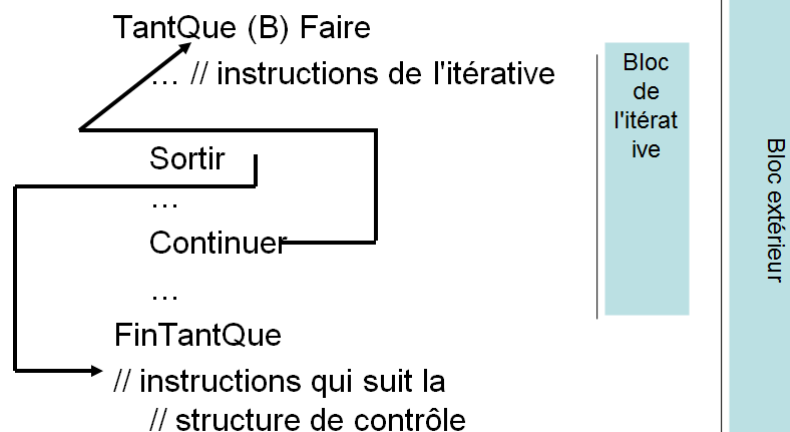 TantQue (B) Faire
… // instructions de l'itérative
Sortir
…
Continuer
…
FinTantQue
// instructions qui suit la
// structure de contrôle
Bloc
de
l'itérat
ive
Bloc extérieur